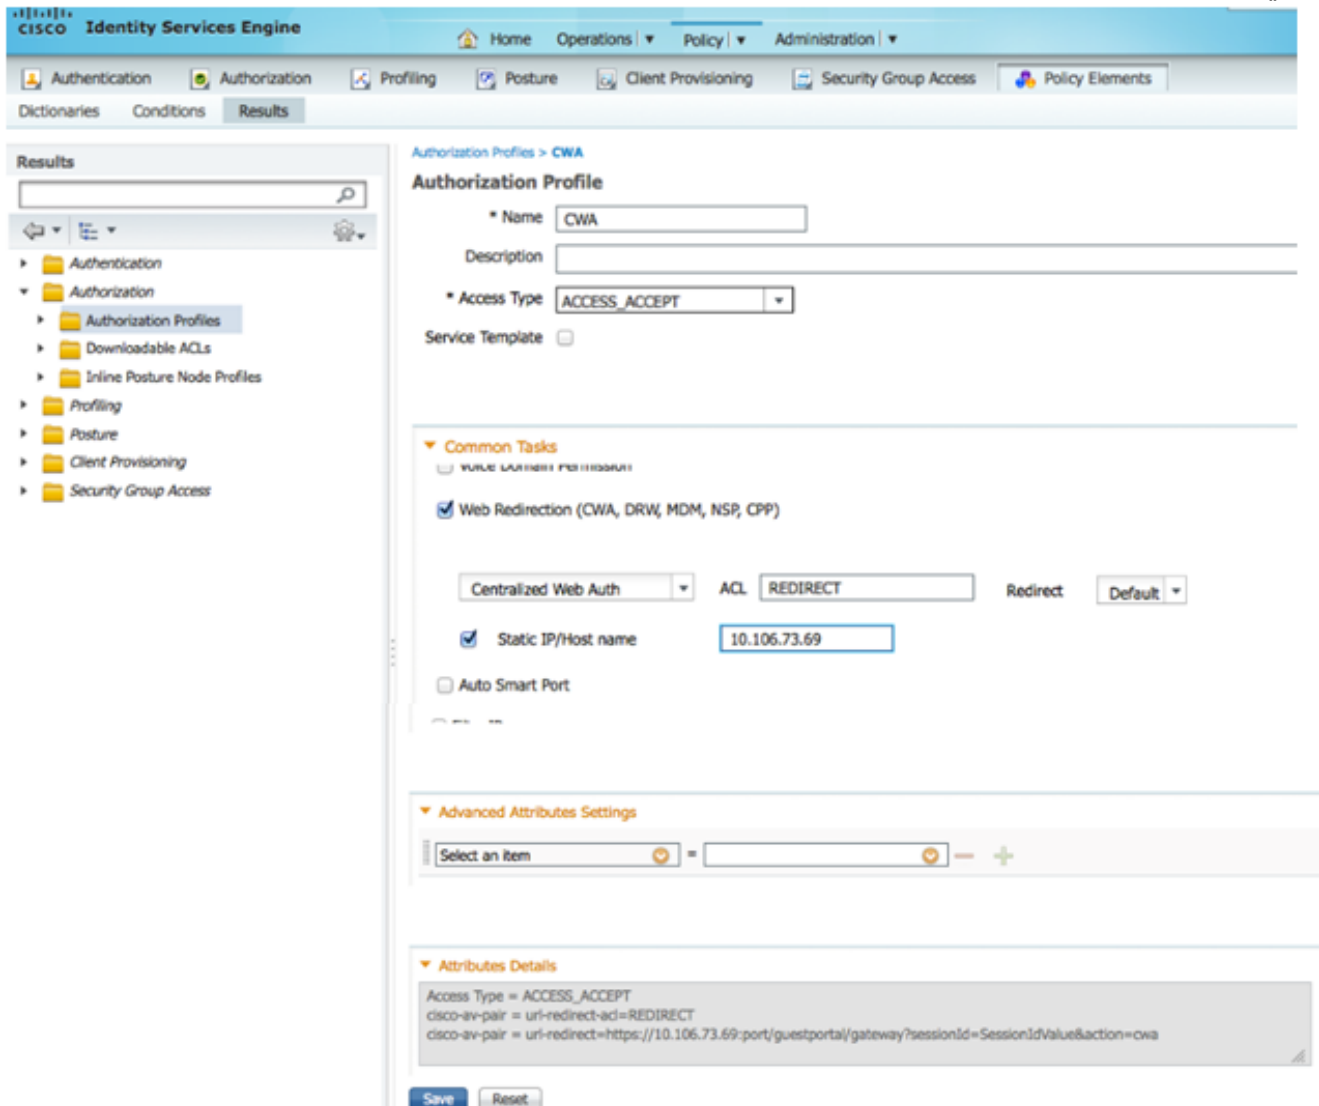 CISCO Identity Services Engine
Home Operations Policy Administration
Authentication Authorization Profiling Posture Client Provisioning Security Group Access Policy Elements
Dictionaries Conditions Results
Results
Authentication
Authorization
Authorization Profiles
Downloadable ACLs
Inline Posture Node Profiles
Profiling
Posture
Client Provisioning
Security Group Access
Authorization Profiles > CWA
Authorization Profile
* Name CWA
Description
* Access Type ACCESS_ACCEPT
Service Template
Common Tasks
Voice Domain Permission
Web Redirection (CWA, DRW, MDM, NSP, CPP)
Centralized Web Auth ACL REDIRECT Redirect Default
Static IP/Host name 10.106.73.69
Auto Smart Port
Advanced Attributes Settings
Select an item =
Attributes Details
Access Type = ACCESS_ACCEPT
cisco-av-pair = url-redirect-acl=REDIRECT
cisco-av-pair = url-redirect=https://10.106.73.69:port/guestportal/gateway?sessionId=SessionIdValue&action=cwa
Save Reset